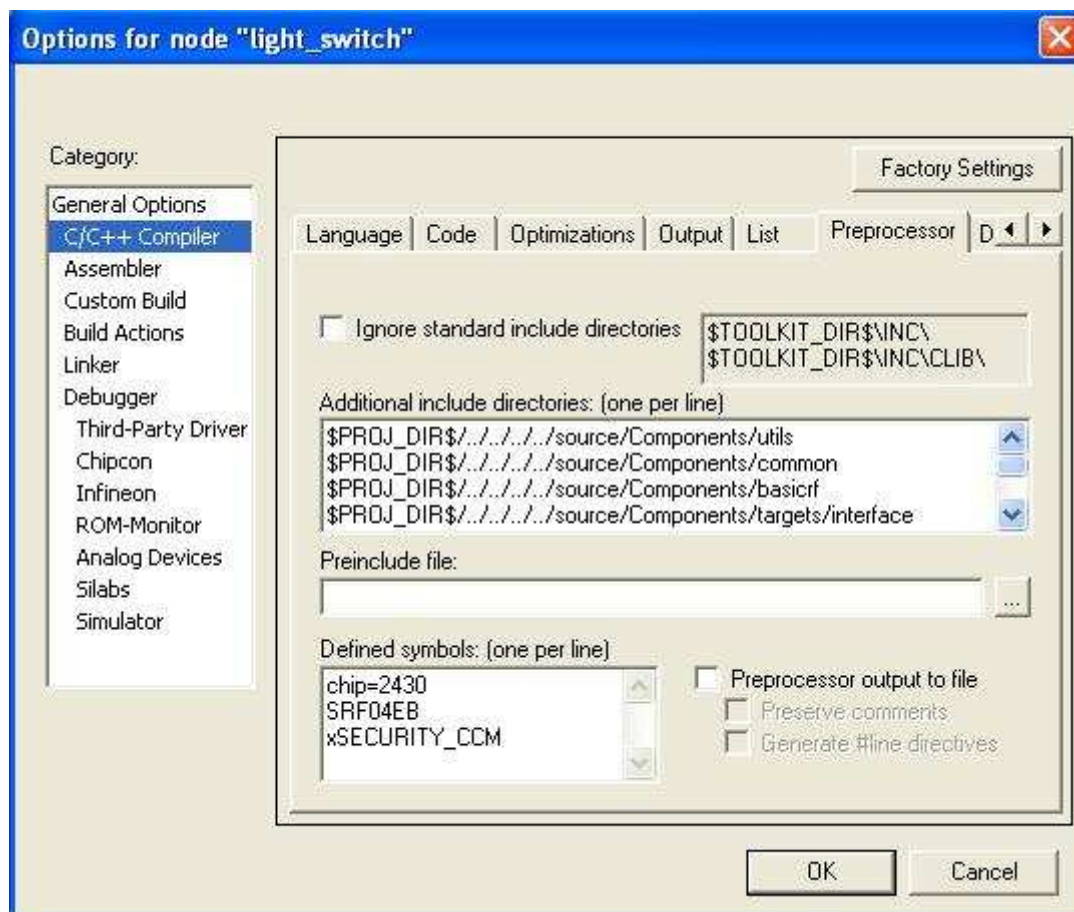 Options for node "light_switch"
Category:
General Options
C/C++ Compiler
Assembler
Custom Build
Build Actions
Linker
Debugger
Third-Party Driver
Chipcon
Infineon
ROM-Monitor
Analog Devices
Silabs
Simulator
Factory Settings
Language Code Optimizations Output List Preprocessor D
Ignore standard include directories
$TOOLKIT_DIR$\INC\
$TOOLKIT_DIR$\INC\CLIB\
Additional include directories: (one per line)
$PROJ_DIR$/../../../../source/Components/utils
$PROJ_DIR$/../../../../source/Components/common
$PROJ_DIR$/../../../../source/Components/basicrf
$PROJ_DIR$/../../../../source/Components/targets/interface
Preinclude file:
...
Defined symbols: (one per line)
chip=2430
SRF04EB
xSECURITY_CCM
Preprocessor output to file
Preserve comments
Generate #line directives
OK Cancel